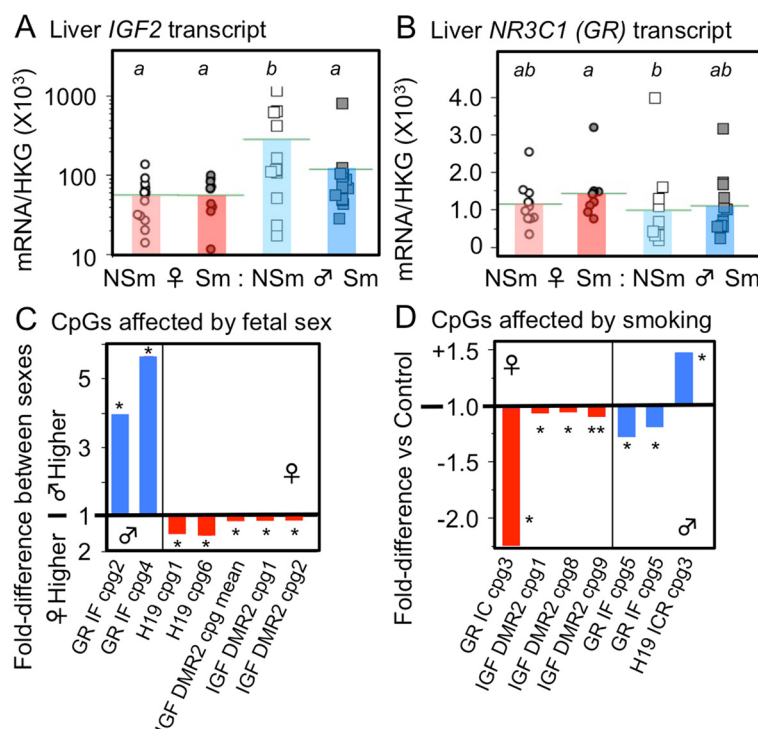 A Liver IGF2 transcript
mRNA/HKG (X10³)
1000
100
10
a a b a
NSm ♀ Sm : NSm ♂ Sm
B Liver NR3C1 (GR) transcript
mRNA/HKG (X10³)
4.0
3.0
2.0
1.0
0
ab a b ab
NSm ♀ Sm : NSm ♂ Sm
C CpGs affected by fetal sex
Fold-difference between sexes
♀Higher I ♂Higher
5
3
1
2
* *
♂ ♀
* * * * *
GR IF cpg2
GR IF cpg4
H19 cpg1
H19 cpg6
IGF DMR2 cpg mean
IGF DMR2 cpg1
IGF DMR2 cpg2
D CpGs affected by smoking
Fold-difference vs Control
+1.5
1.0
-1.5
-2.0
♀ ♂
* * * ** * * *
GR IC cpg3
IGF DMR2 cpg1
IGF DMR2 cpg8
IGF DMR2 cpg9
GR IF cpg5
GR IF cpg5
H19 ICR cpg3